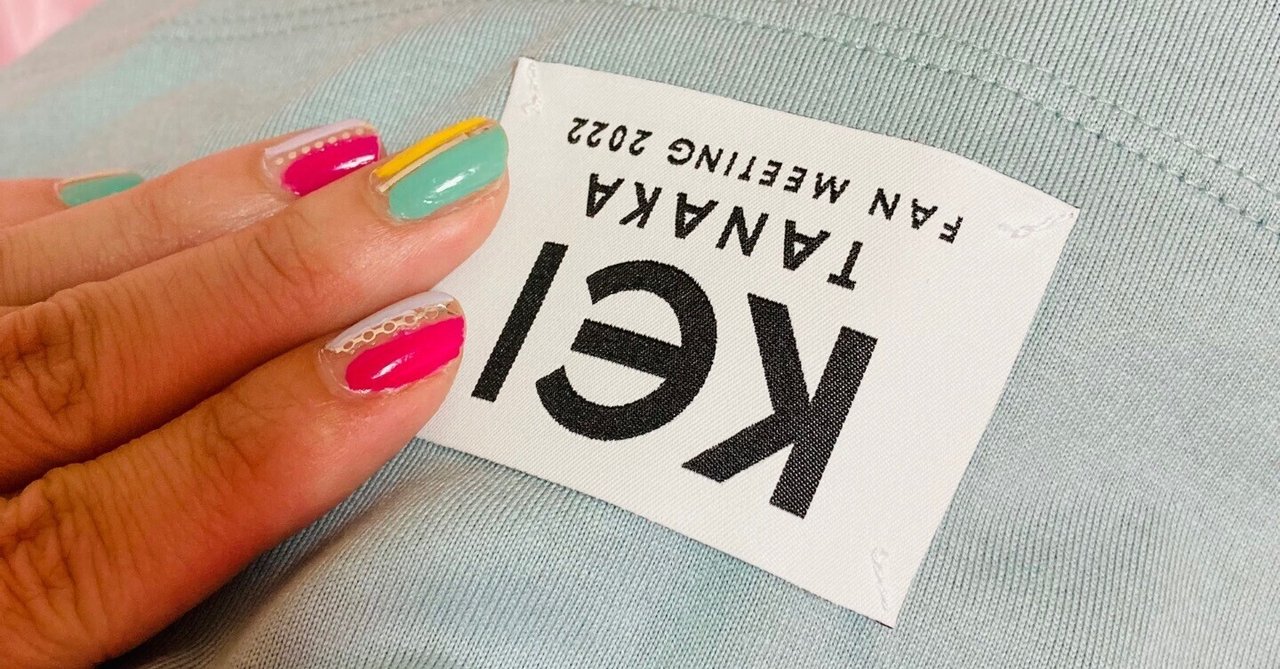 KEI
TANAKA
FAN MEETING 2022